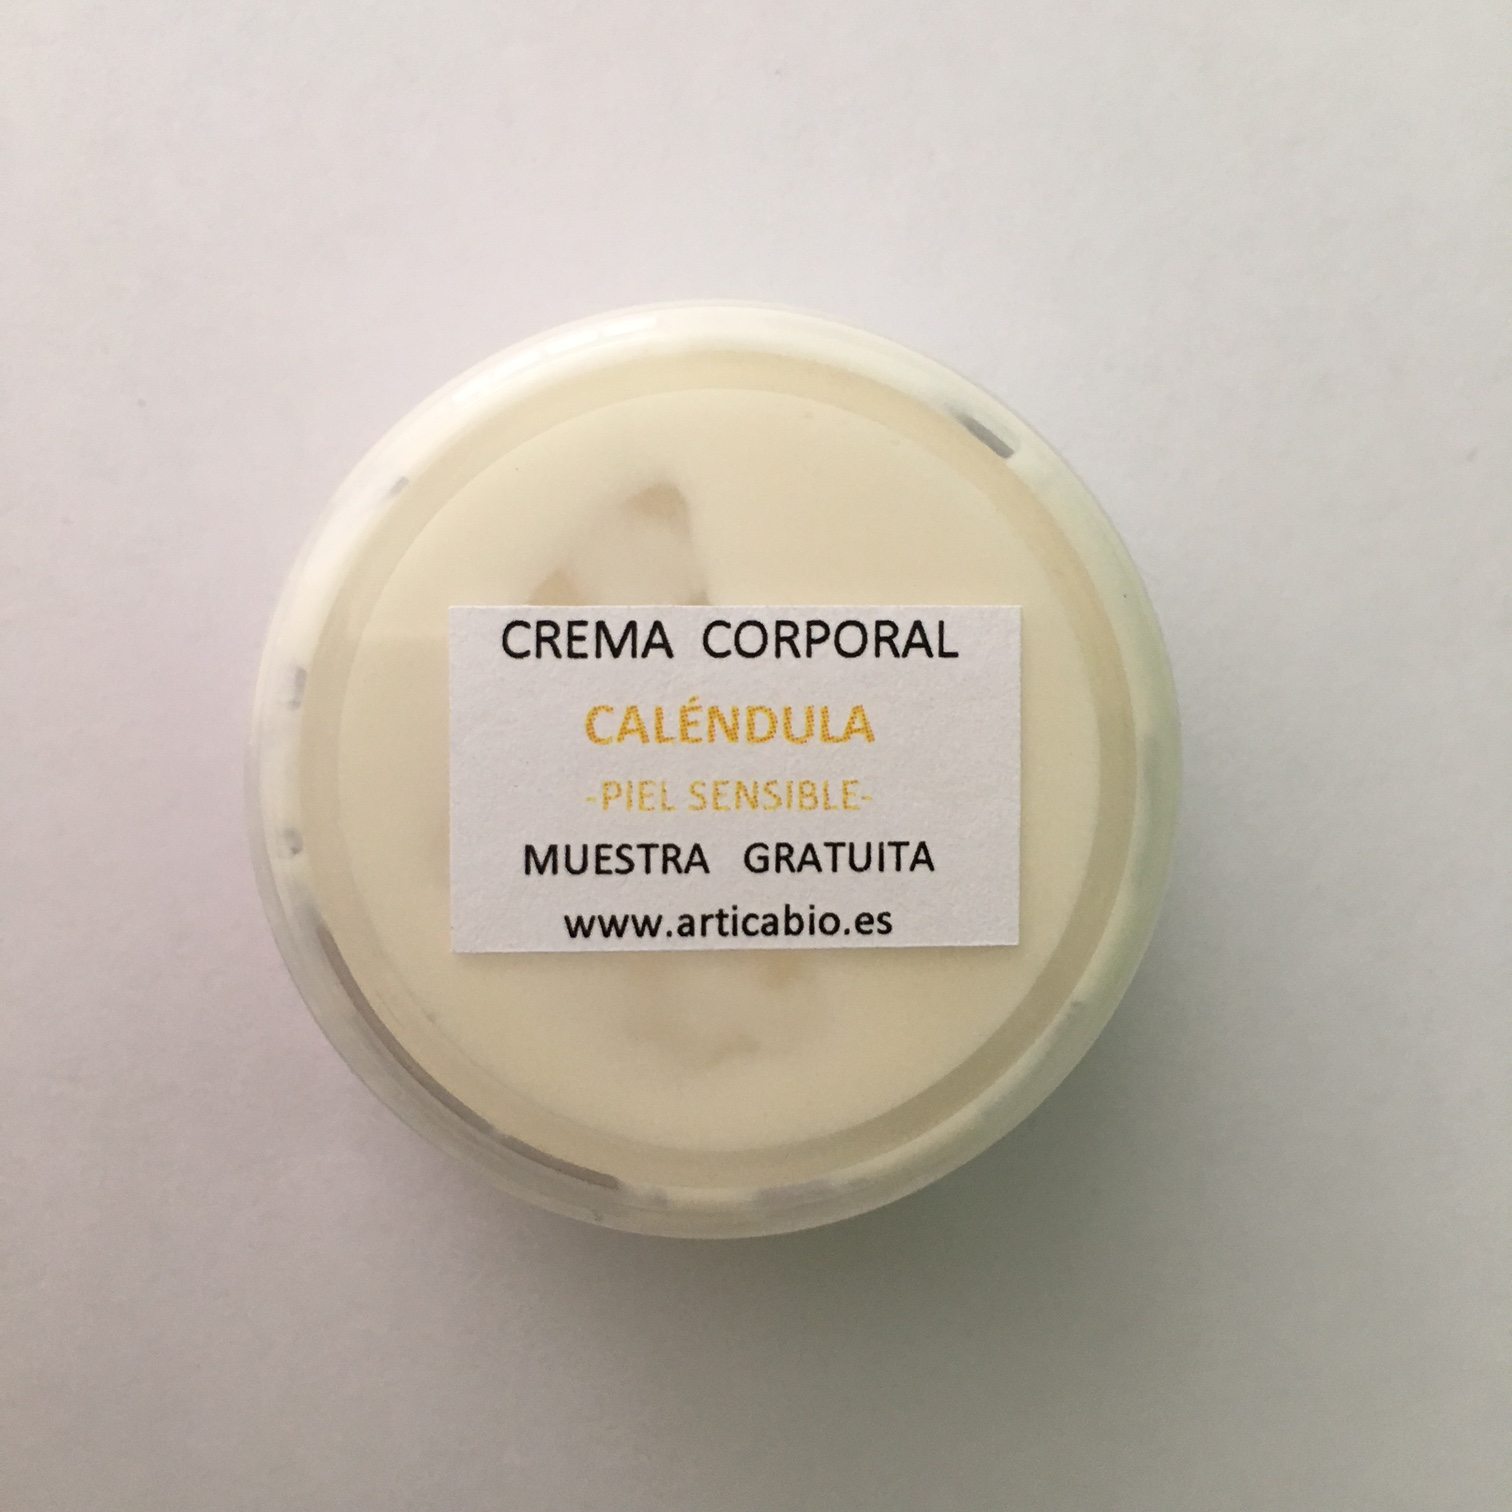 CREMA CORPORAL
CALÉNDULA
-PIEL SENSIBLE-
MUESTRA GRATUITA
www.articabio.es